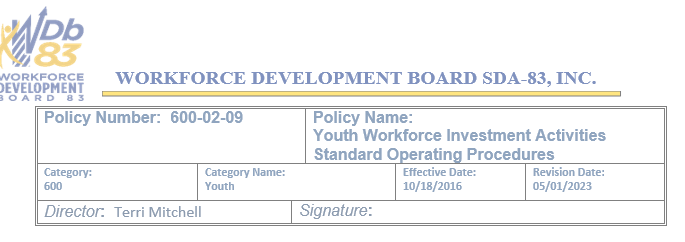 WDb
83
WORKFORCE
DEVELOPMENT
BOARD 83
WORKFORCE DEVELOPMENT BOARD SDA-83, INC.
Policy Number: 600-02-09
Policy Name:
Youth Workforce Investment Activities
Standard Operating Procedures
Category:
600
Category Name:
Youth
Effective Date:
10/18/2016
Revision Date:
05/01/2023
Director: Terri Mitchell
Signature: